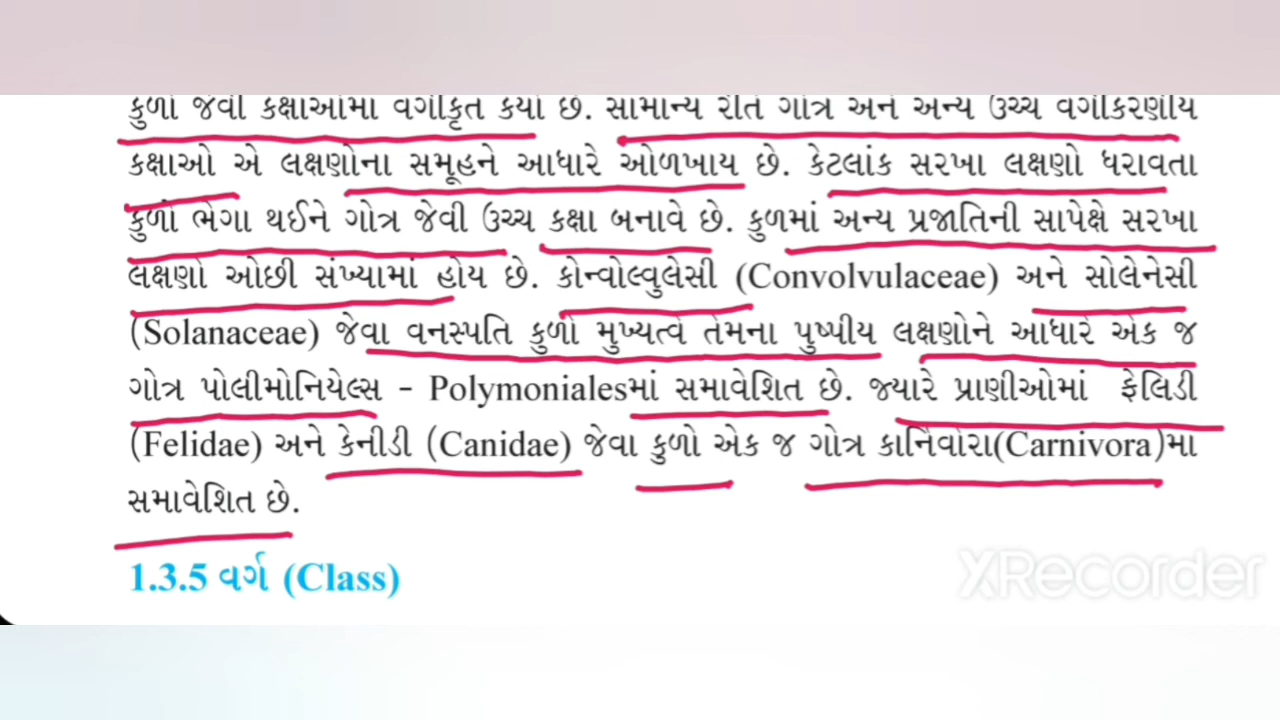 કુળો જેવી કક્ષાઓમાં વર્ગીકૃત કર્યા છે. સામાન્ય રીતે ગોત્ર અને અન્ય ઉચ્ચ વર્ગીકરણીય
કક્ષાઓ એ લક્ષણોના સમૂહને આધારે ઓળખાય છે. કેટલાંક સરખા લક્ષણો ધરાવતા
કુળો ભેગા થઈને ગોત્ર જેવી ઉચ્ચ કક્ષા બનાવે છે. કુળમાં અન્ય પ્રજાતિની સાપેક્ષે સરખા
લક્ષણો ઓછી સંખ્યામાં હોય છે. કોન્વોલ્વુલેસી (Convolvulaceae) અને સોલેનેસી
(Solanaceae) જેવા વનસ્પતિ કુળો મુખ્યત્વે તેમના પુષ્પીય લક્ષણોને આધારે એક જ
ગોત્ર પોલીમોનિયેલ્સ – Polymonialesમાં સમાવેશિત છે. જ્યારે પ્રાણીઓમાં ફેલિડી
(Felidae) અને કેનીડી (Canidae) જેવા કુળો એક જ ગોત્ર કાર્નિવોરા(Carnivora)માં
સમાવેશિત છે.
1.3.5 વર્ગ (Class)
XRecorder